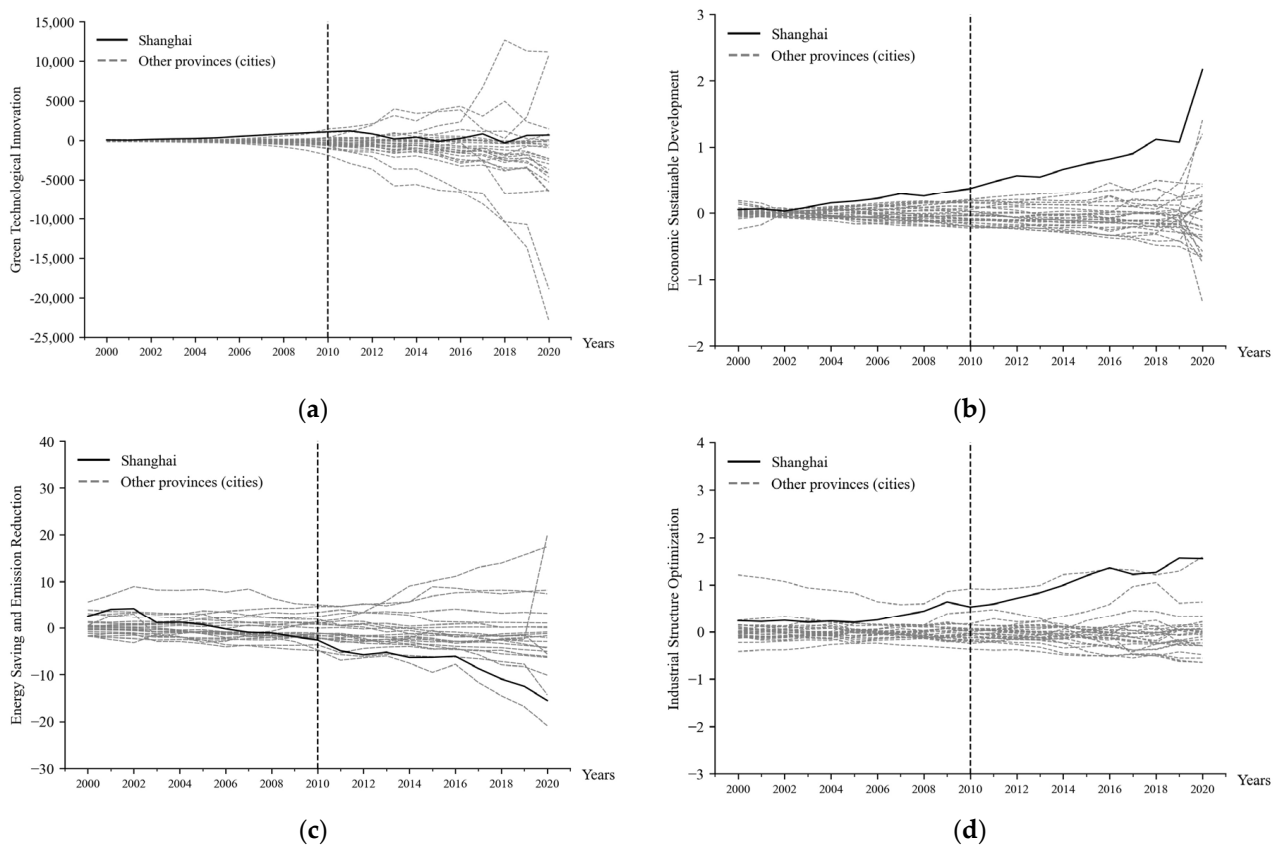 15,000
10,000
5000
0
-5000
-10,000
-15,000
-20,000
-25,000
Green Technological Innovation
Shanghai
Other provinces (cities)
2000 2002 2004 2006 2008 2010 2012 2014 2016 2018 2020
Years
(a)
3
2
1
0
−1
−2
Economic Sustainable Development
Shanghai
Other provinces (cities)
2000 2002 2004 2006 2008 2010 2012 2014 2016 2018 2020
Years
(b)
40
30
20
10
0
−10
−20
−30
Energy Saving and Emission Reduction
Shanghai
Other provinces (cities)
2000 2002 2004 2006 2008 2010 2012 2014 2016 2018 2020
Years
(c)
4
3
2
1
0
−1
−2
−3
Industrial Structure Optimization
Shanghai
Other provinces (cities)
2000 2002 2004 2006 2008 2010 2012 2014 2016 2018 2020
Years
(d)